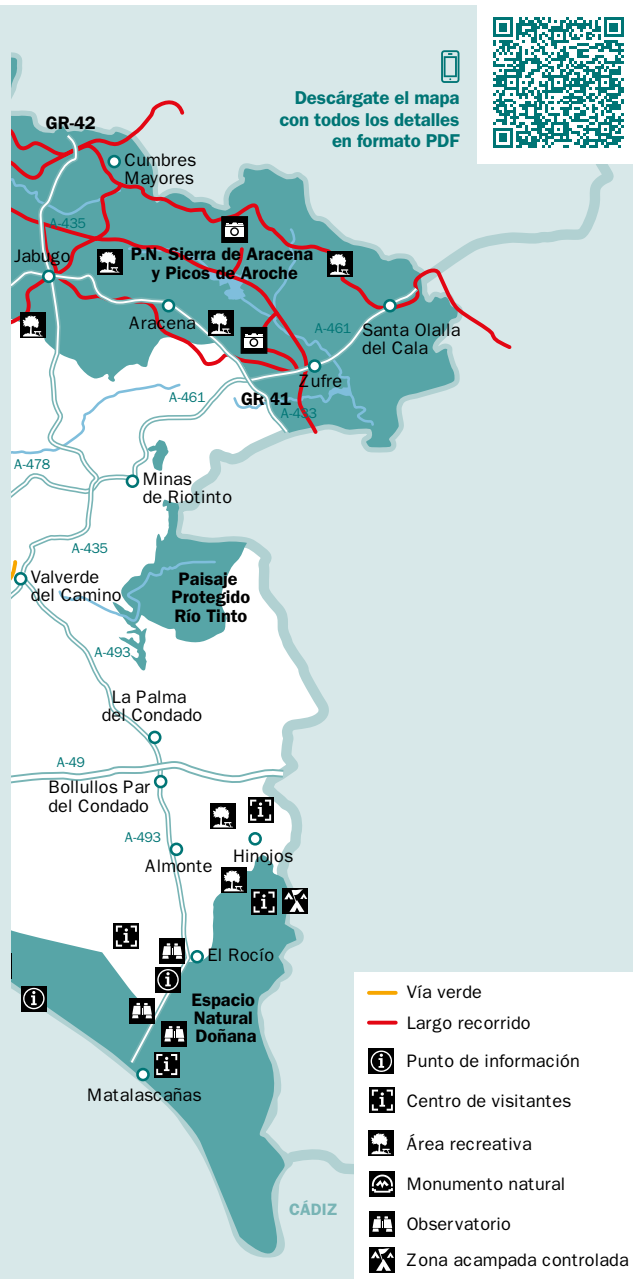 Descárgate el mapa
con todos los detalles
en formato PDF
GR-42
Cumbres
Mayores
A-435
Jabugo
P.N. Sierra de Aracena
y Picos de Aroche
Aracena
A-461
Santa Olalla
del Cala
Zufre
A-461
GR 41
A-433
A-478
Minas
de Riotinto
A-435
Valverde
del Camino
Paisaje
Protegido
Río Tinto
A-493
La Palma
del Condado
A-49
Bollullos Par
del Condado
A-493
Almonte
Hinojos
El Rocío
Espacio
Natural
Doñana
Matalascañas
CÁDIZ
Vía verde
Largo recorrido
Punto de información
Centro de visitantes
Área recreativa
Monumento natural
Observatorio
Zona acampada controlada